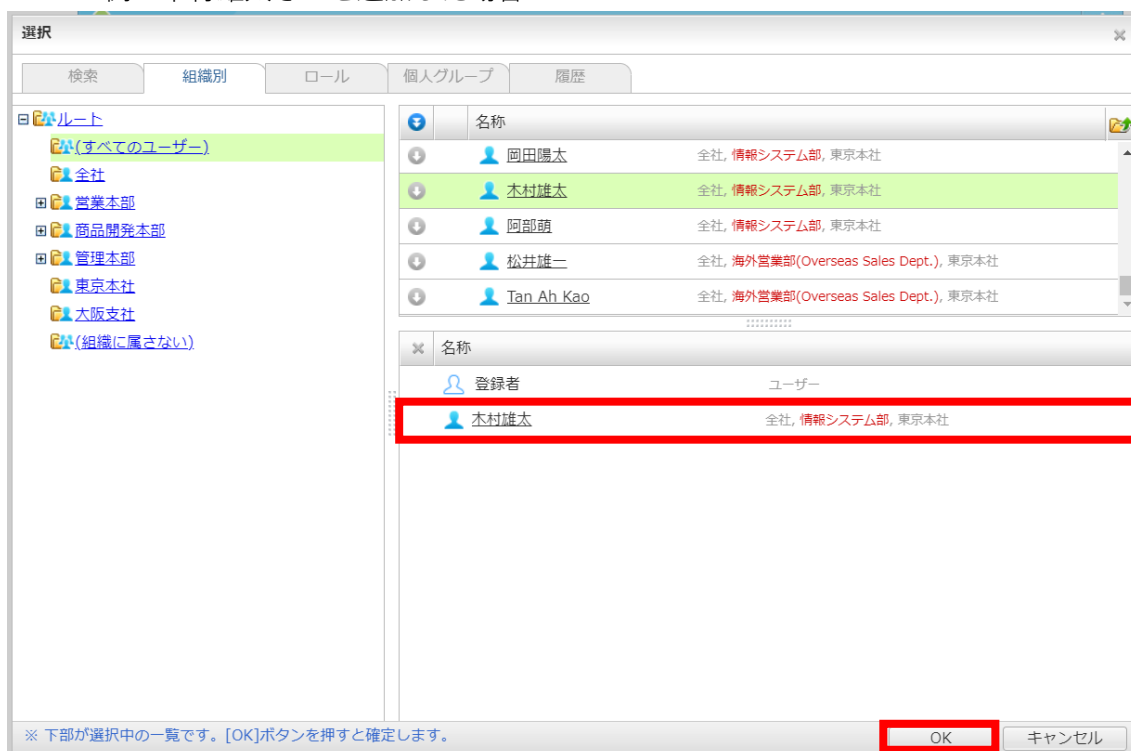 選択
検索 組織別 ロール 個人グループ 履歴
ルート
(すべてのユーザー)
全社
営業本部
商品開発本部
管理本部
東京本社
大阪支社
(組織に属さない)
名称
岡田陽太 全社, 情報システム部, 東京本社
木村雄太 全社, 情報システム部, 東京本社
阿部萌 全社, 情報システム部, 東京本社
松井雄一 全社, 海外営業部(Overseas Sales Dept.), 東京本社
Tan Ah Kao 全社, 海外営業部(Overseas Sales Dept.), 東京本社
名称
登録者 ユーザー
木村雄太 全社, 情報システム部, 東京本社
※ 下部が選択中の一覧です。[OK]ボタンを押すと確定します。
OK キャンセル